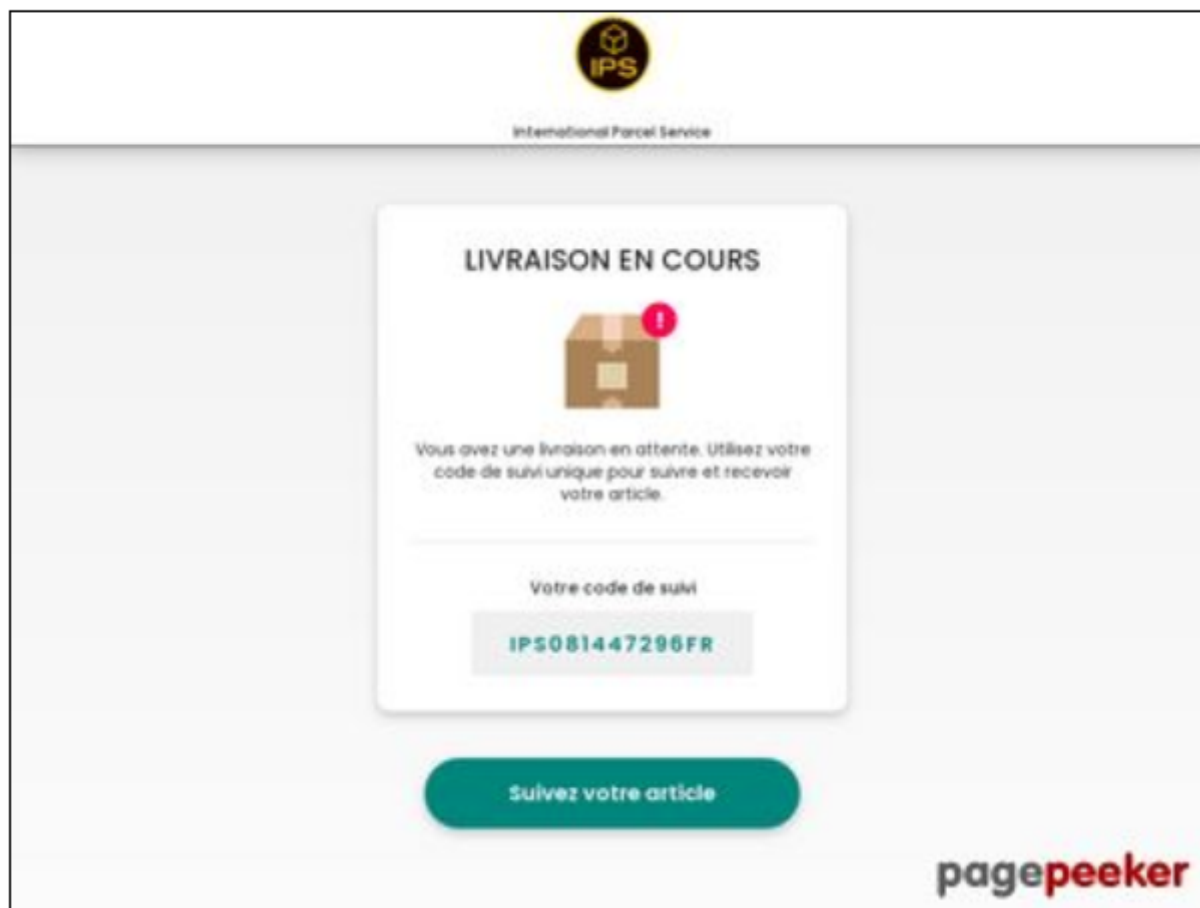 IPS
International Parcel Service
LIVRAISON EN COURS
!
Vous avez une livraison en attente. Utilisez votre
code de suivi unique pour suivre et recevoir
votre article.
Votre code de suivi
IPS081447296FR
Suivez votre article
pagepeeker